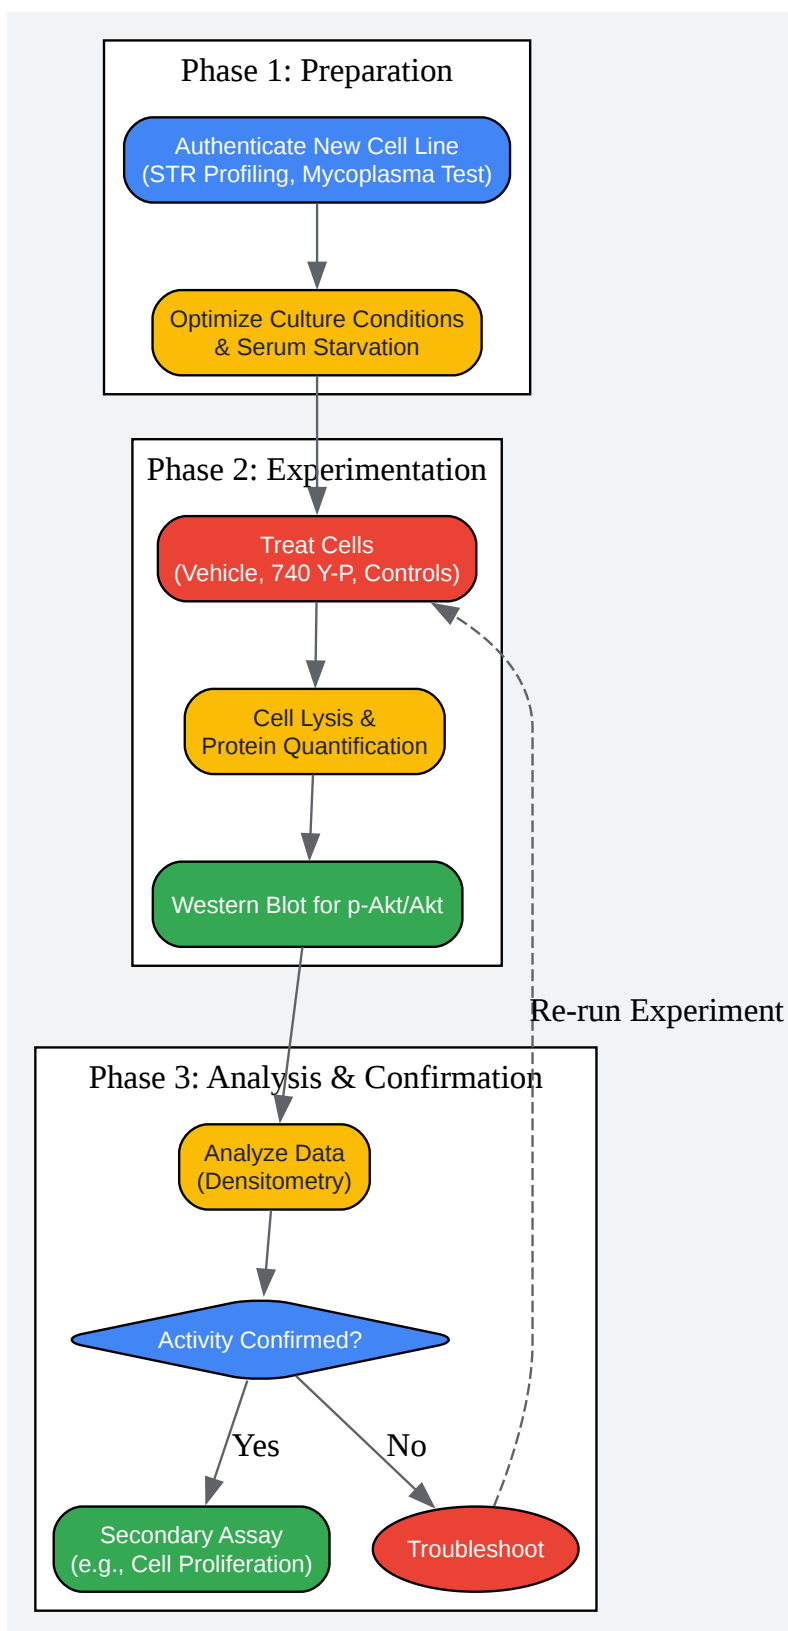 Phase 1: Preparation
Authenticate New Cell Line
(STR Profiling, Mycoplasma Test)
Optimize Culture Conditions
& Serum Starvation
Phase 2: Experimentation
Treat Cells
(Vehicle, 740 Y-P, Controls)
Cell Lysis &
Protein Quantification
Western Blot for p-Akt/Akt
Re-run Experiment
Phase 3: Analysis & Confirmation
Analyze Data
(Densitometry)
Activity Confirmed?
Yes
No
Secondary Assay
(e.g., Cell Proliferation)
Troubleshoot